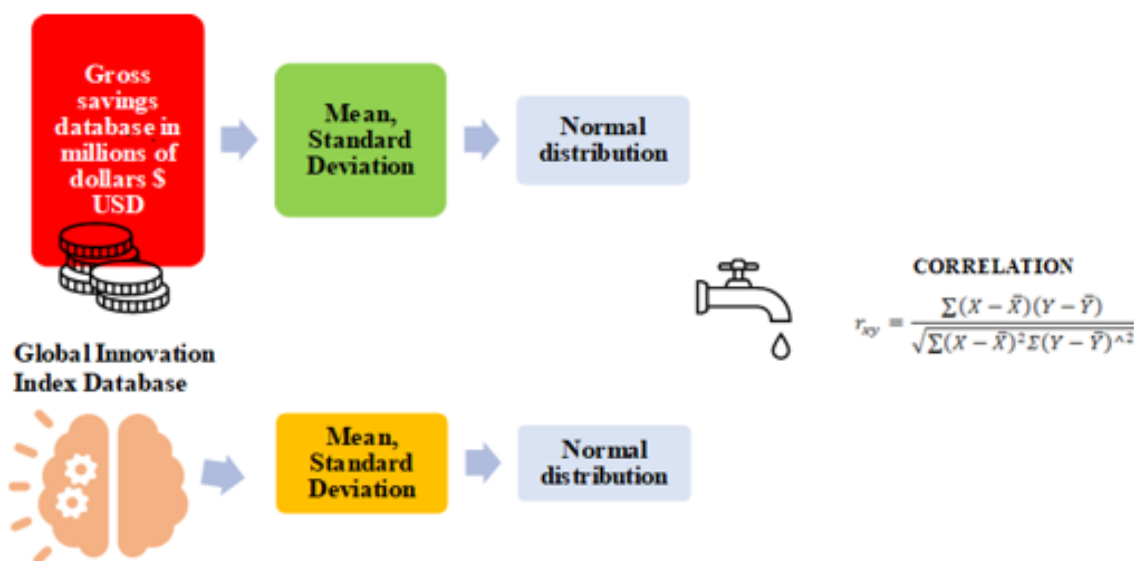 Gross
savings
database in
millions of
dollars $
USD
Mean,
Standard
Deviation
Normal
distribution
CORRELATION
r_xy = ∑(X − X̄)(Y − Ȳ) / √∑(X − X̄)²Σ(Y − Ȳ)^²
Global Innovation
Index Database
Mean,
Standard
Deviation
Normal
distribution